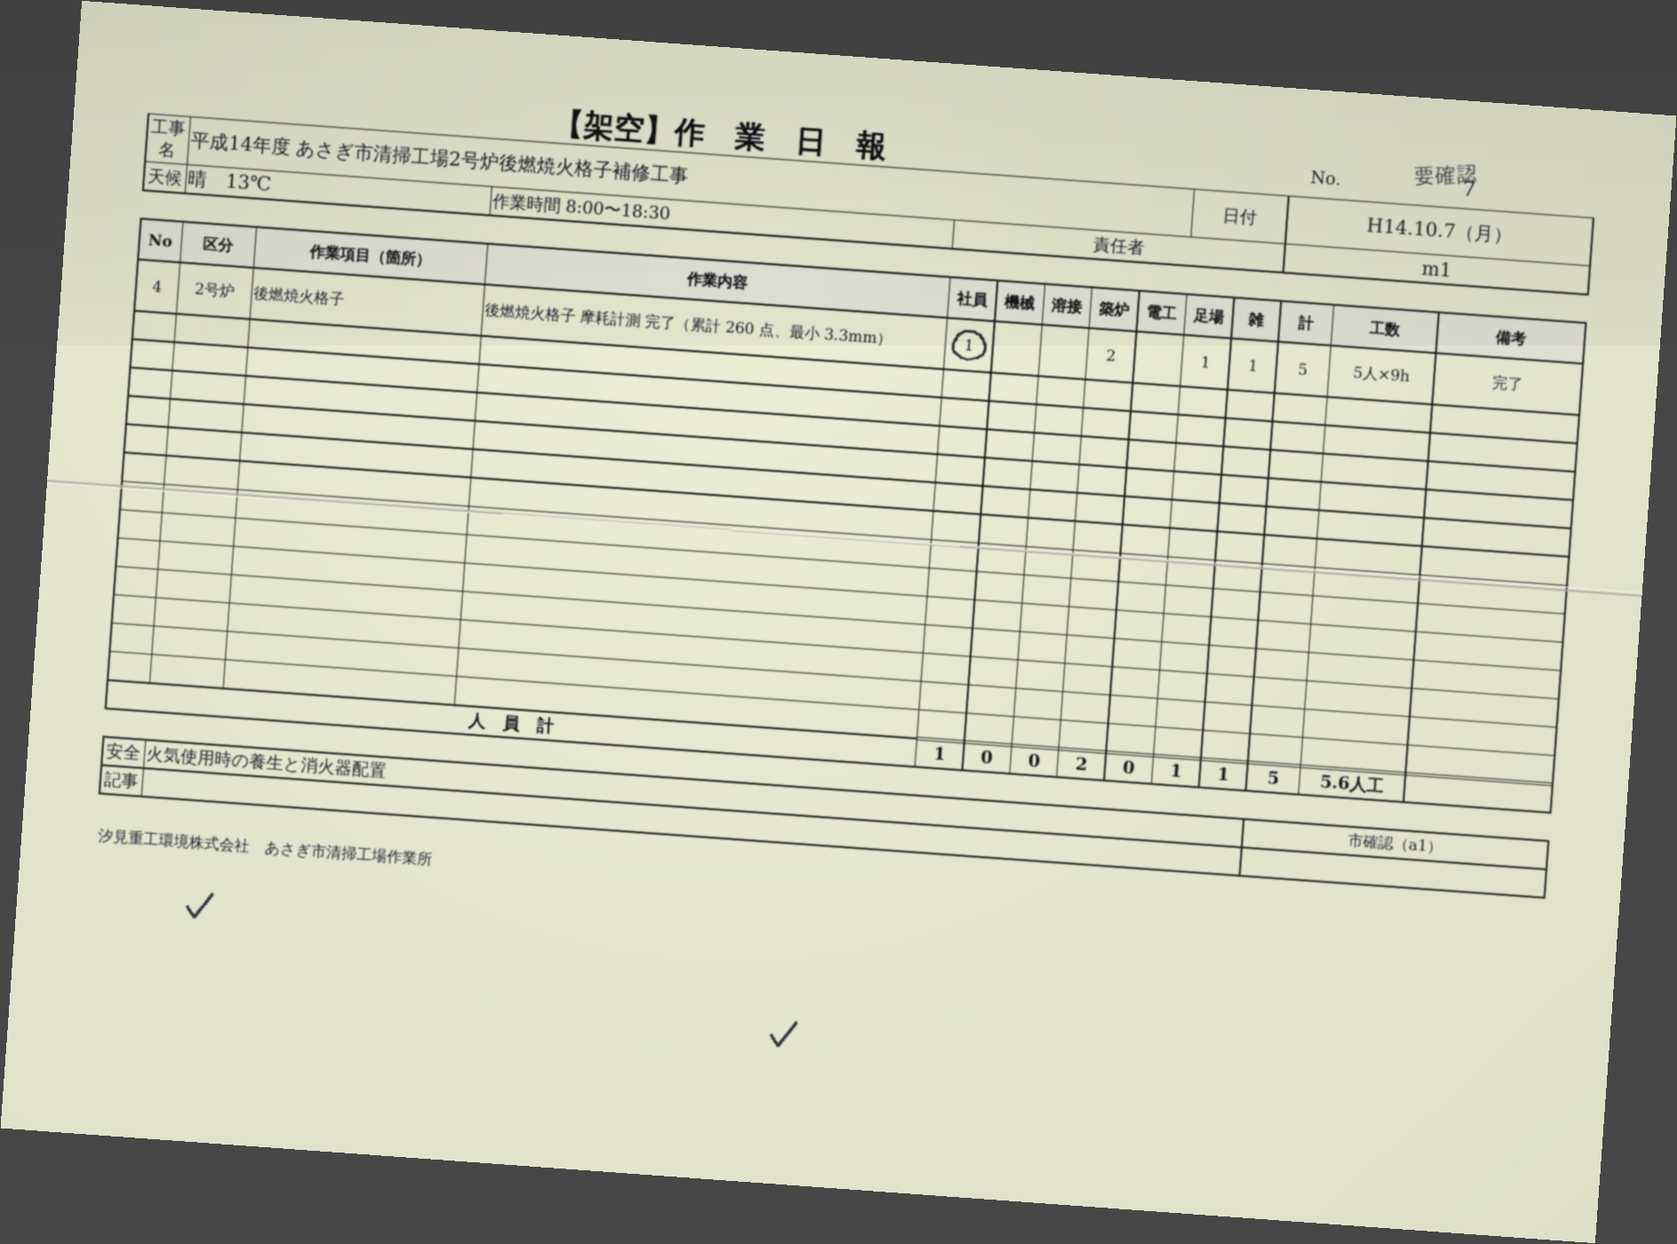 【架空】作 業 日 報
No. 7
要確認
工事名 平成14年度 あさぎ市清掃工場2号炉後燃焼火格子補修工事 日付 H14.10.7（月）
天候 晴 13℃ 作業時間 8:00～18:30 責任者 m1
No 区分 作業項目（箇所） 作業内容 社員 機械 溶接 築炉 電工 足場 雑 計 工数 備考
4 2号炉 後燃焼火格子 後燃焼火格子 摩耗計測 完了（累計 260 点、最小 3.3mm） 1 2 1 1 5 5人×9h 完了
人 員 計 1 0 0 2 0 1 1 5 5.6人工
安全 火気使用時の養生と消火器配置 市確認（a1）
記事
汐見重工環境株式会社 あさぎ市清掃工場作業所